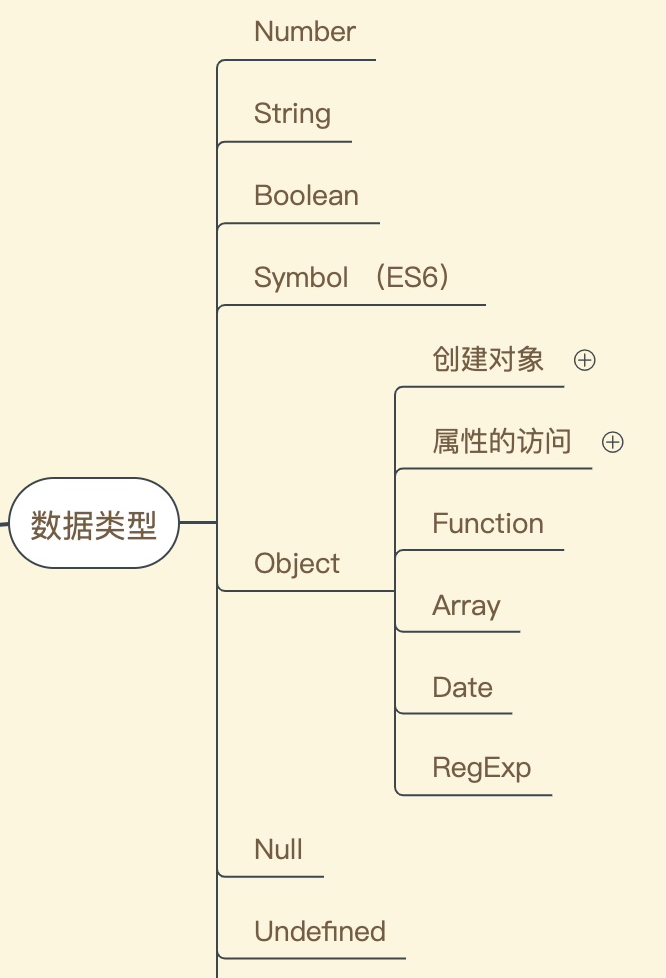 Number
String
Boolean
Symbol （ES6）
创建对象
属性的访问
Function
数据类型
Object
Array
Date
RegExp
Null
Undefined